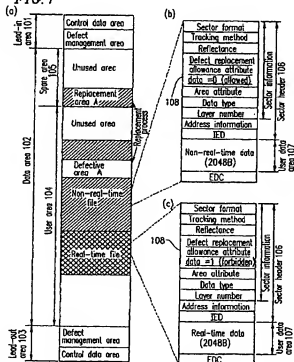 FIG. 7
(a)
Lead-in area 101
Control data area
Defect management area
Data area 102
Spare area 105
Unused area
Replacement area A
User area 104
Unused area
Replacement process
Defective area A
Non-real-time file
Real-time file
Lead-out area 103
Defect management area
Control data area
(b)
Sector format
Tracking method
Reflectance
Defect replacement
allowance attribute
data =0 (allowed)
108
Area attribute
Data type
Layer number
Address information
IED
Non-real-time data
(2048B)
EDC
Sector information
Sector header 106
User data area 107
(c)
Sector format
Tracking method
Reflectance
Defect replacement
allowance attribute
data =1 (forbidden)
108
Area attribute
Data type
Layer number
Address information
IED
Real-time data
(2048B)
EDC
Sector information
Sector header 106
User data area 107